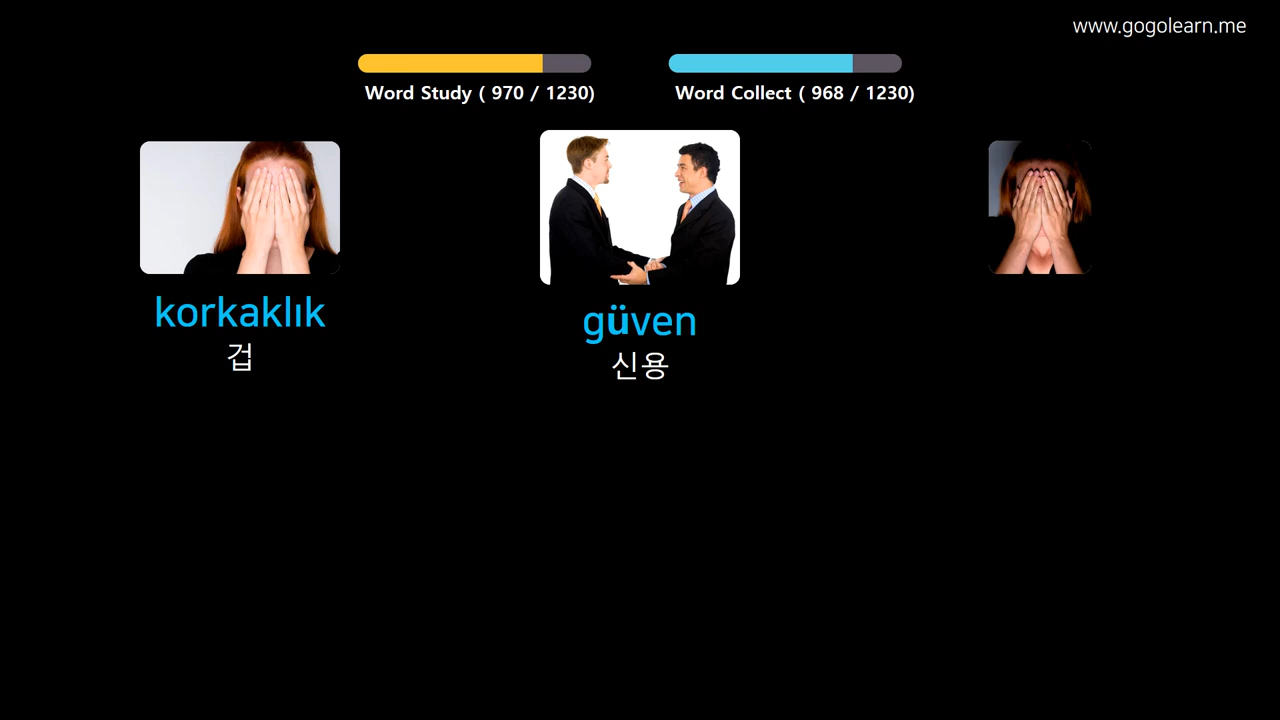 www.gogolearn.me
Word Study ( 970 / 1230)
Word Collect ( 968 / 1230)
korkaklık
겁
güven
신용